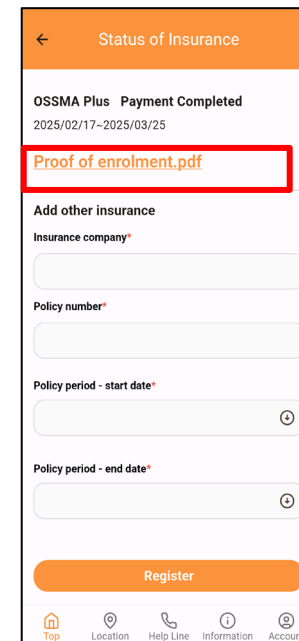 Status of Insurance
OSSMA Plus Payment Completed
2025/02/17~2025/03/25
Proof of enrolment.pdf
Add other insurance
Insurance company*
Policy number*
Policy period - start date*
Policy period - end date*
Register
Top Location Help Line Information Accour